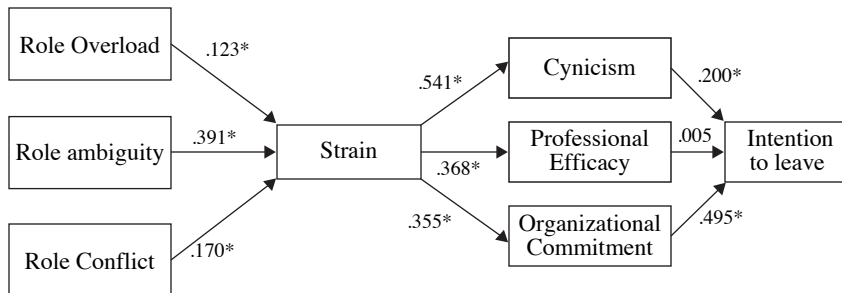 Role Overload
.123*
Cynicism
.541*
.200*
Role ambiguity
.391*
Strain
.368*
Professional
Efficacy
.005
Intention
to leave
Role Conflict
.170*
.355*
Organizational
Commitment
.495*